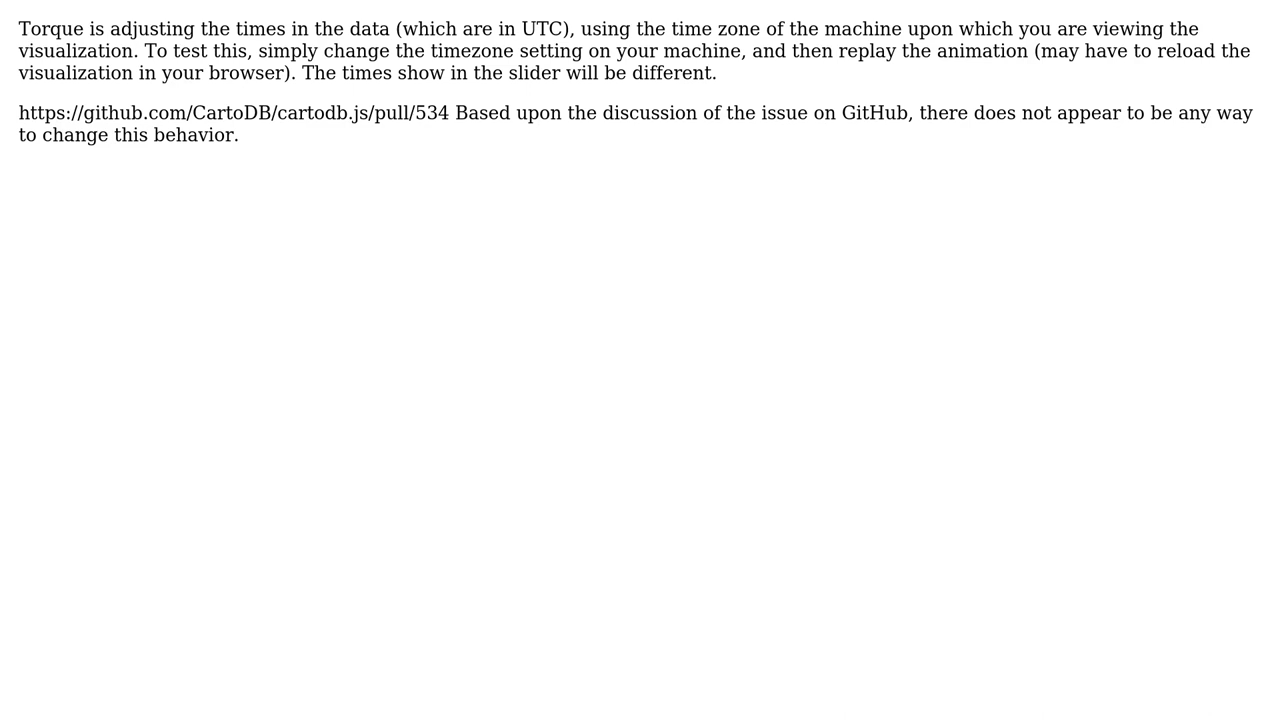 Torque is adjusting the times in the data (which are in UTC), using the time zone of the machine upon which you are viewing the
visualization. To test this, simply change the timezone setting on your machine, and then replay the animation (may have to reload the
visualization in your browser). The times show in the slider will be different.
https://github.com/CartoDB/cartodb.js/pull/534 Based upon the discussion of the issue on GitHub, there does not appear to be any way
to change this behavior.